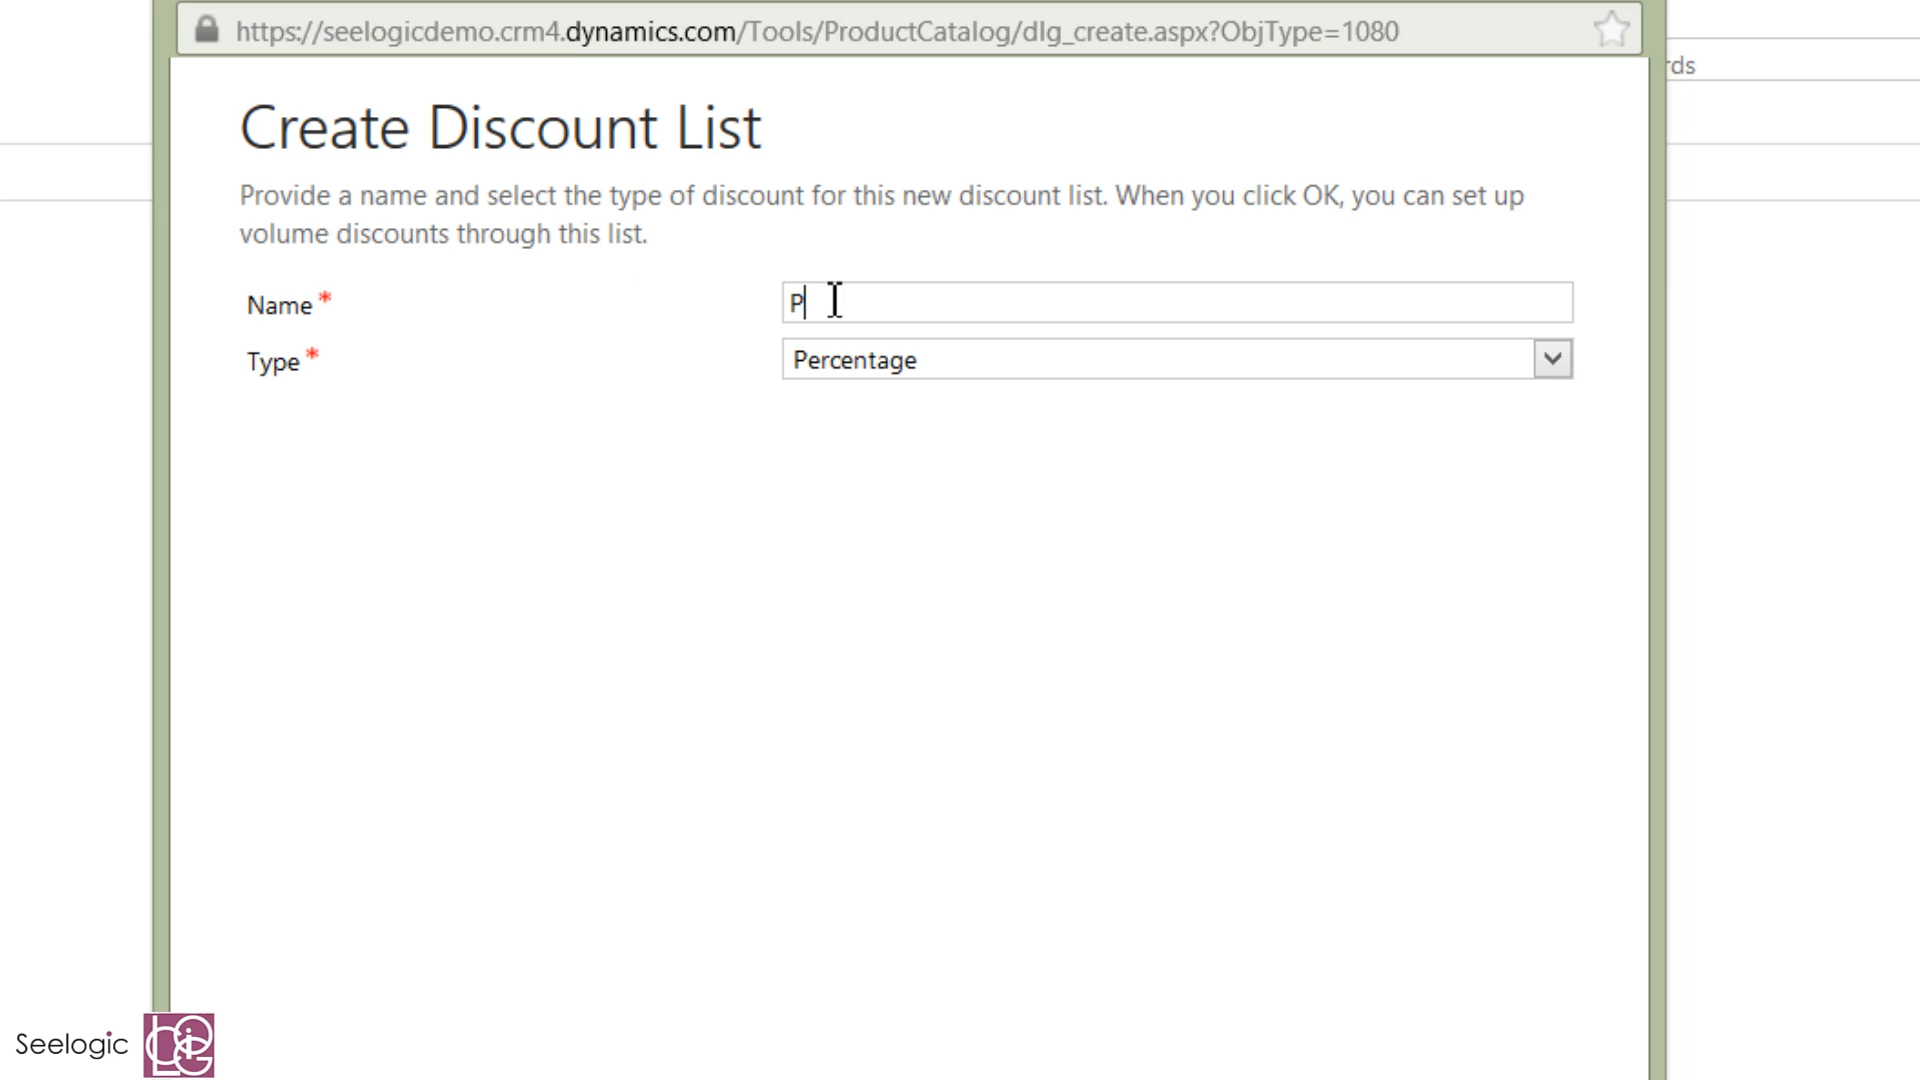 https://seelogicdemo.crm4.dynamics.com/Tools/ProductCatalog/dlg_create.aspx?ObjType=1080
rds
Create Discount List
Provide a name and select the type of discount for this new discount list. When you click OK, you can set up
volume discounts through this list.
Name * P
Type * Percentage
Seelogic